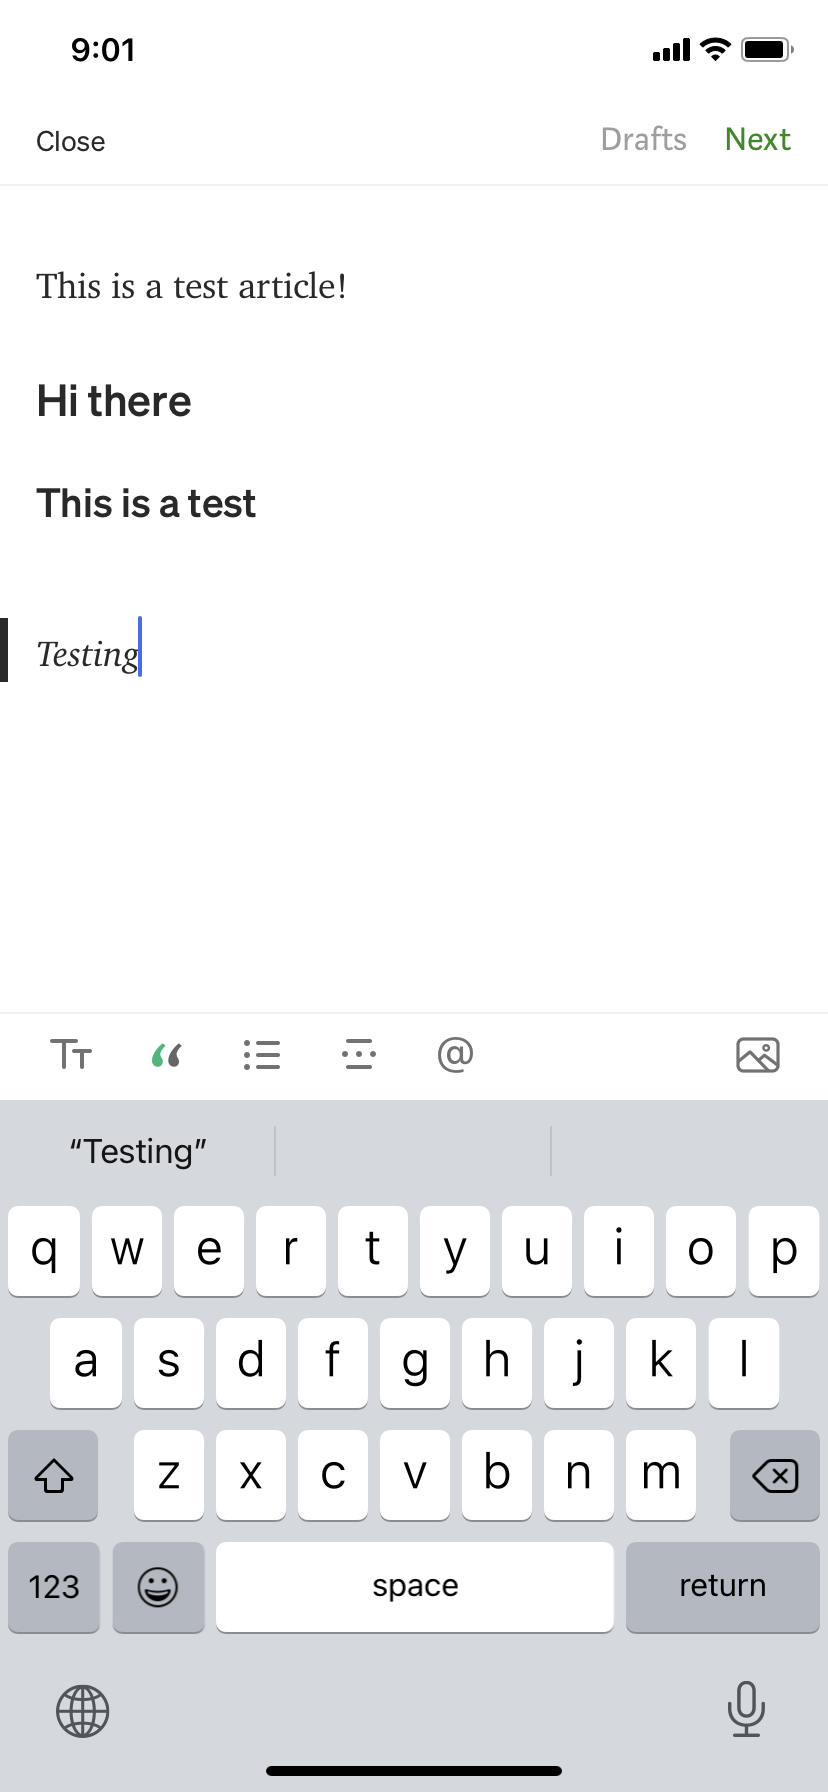 9:01
Close Drafts Next
This is a test article!
Hi there
This is a test
Testing
“Testing”
q w e r t y u i o p
a s d f g h j k l
z x c v b n m
123 space return